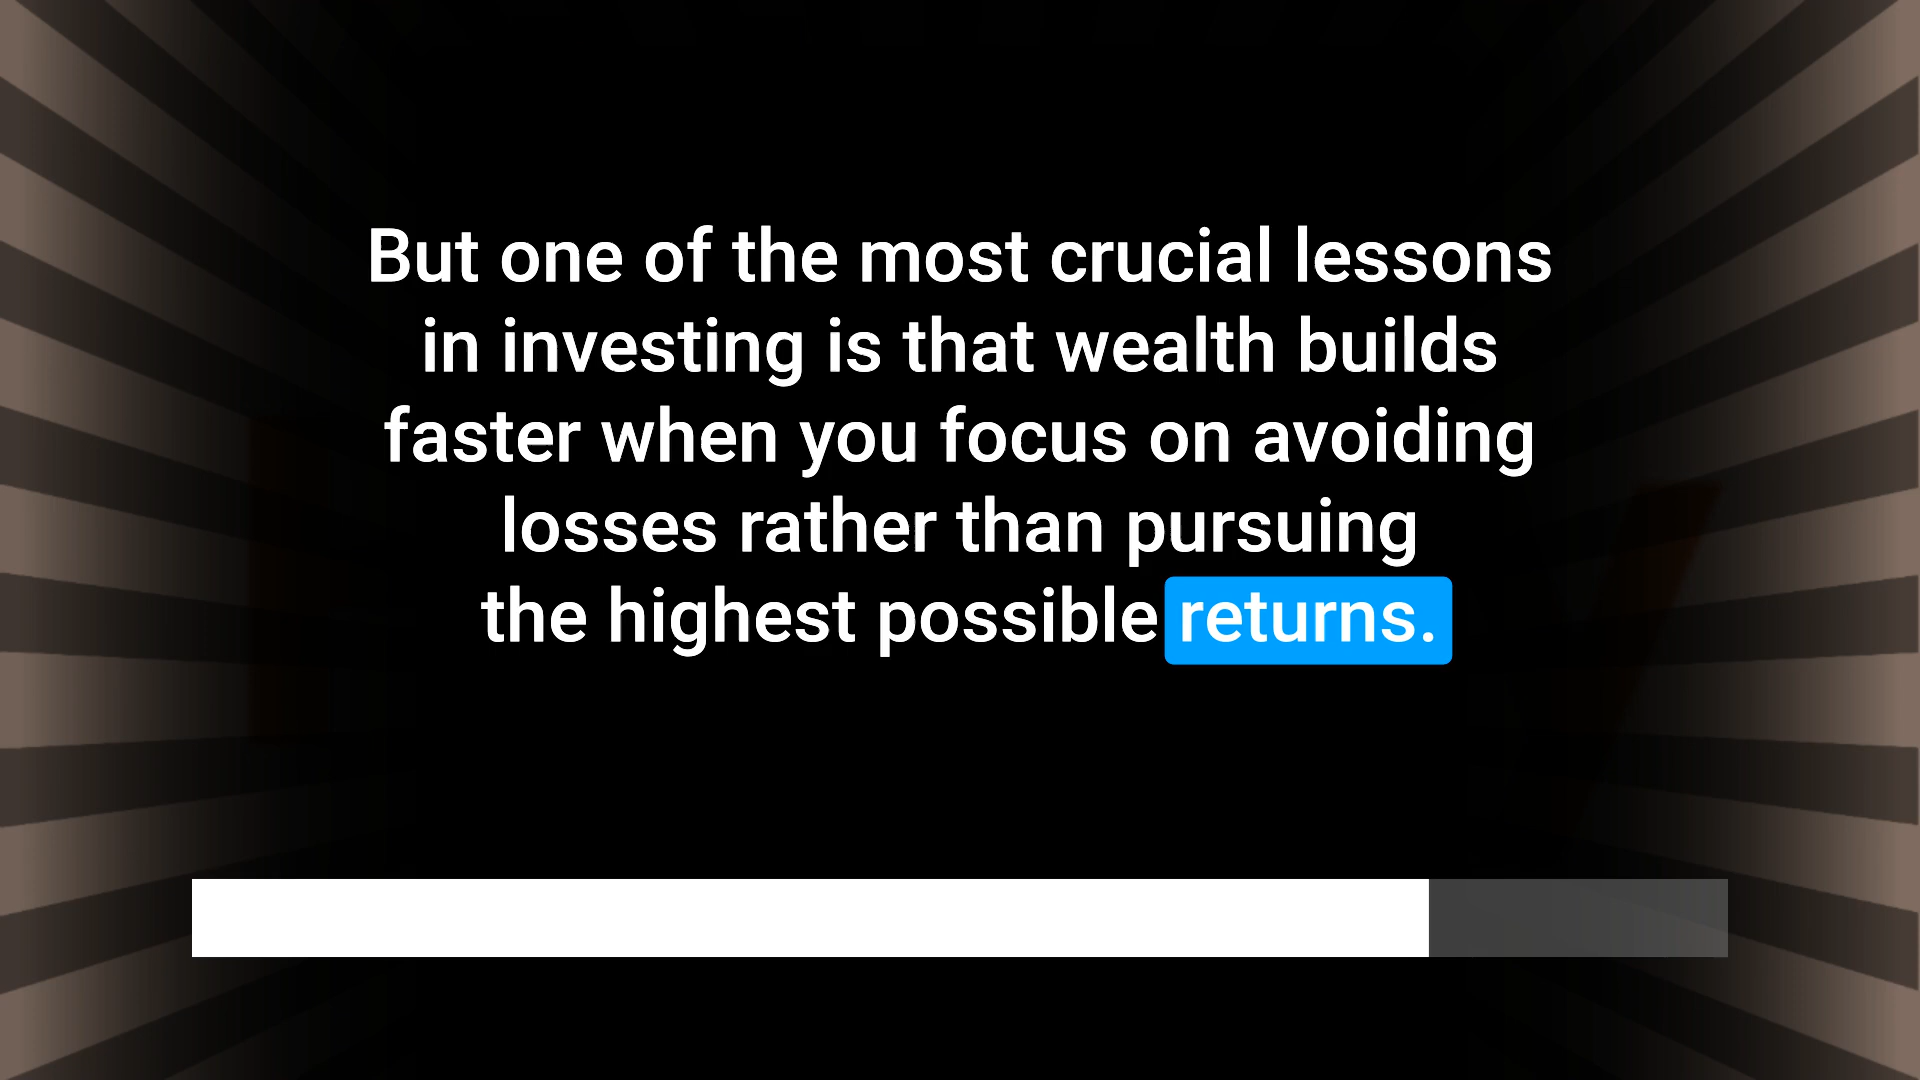 But one of the most crucial lessons
in investing is that wealth builds
faster when you focus on avoiding
losses rather than pursuing
the highest possible returns.